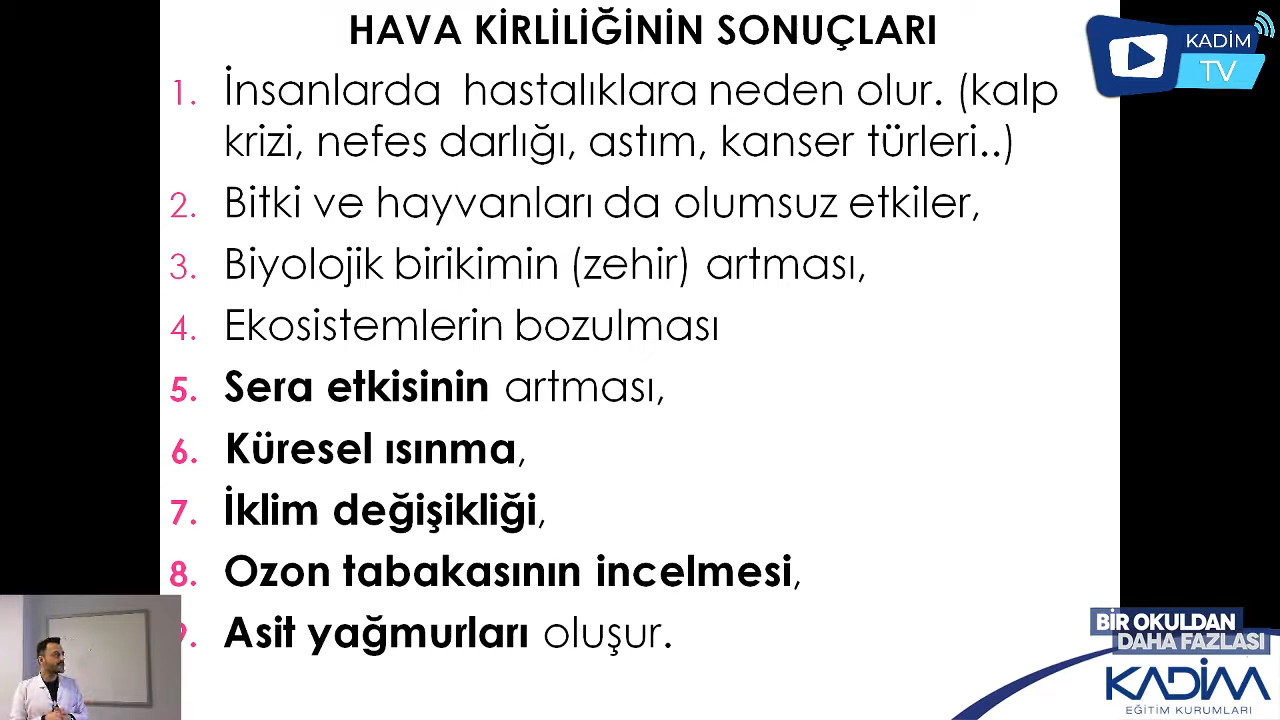 HAVA KİRLİLİĞİNİN SONUÇLARI
KADİM
TV
1. İnsanlarda hastalıklara neden olur. (kalp
krizi, nefes darlığı, astım, kanser türleri..)
2. Bitki ve hayvanları da olumsuz etkiler,
3. Biyolojik birikimin (zehir) artması,
4. Ekosistemlerin bozulması
5. Sera etkisinin artması,
6. Küresel ısınma,
7. İklim değişikliği,
8. Ozon tabakasının incelmesi,
9. Asit yağmurları oluşur.
BİR OKULDAN
DAHA FAZLASI
KADİM
EĞİTİM KURUMLARI